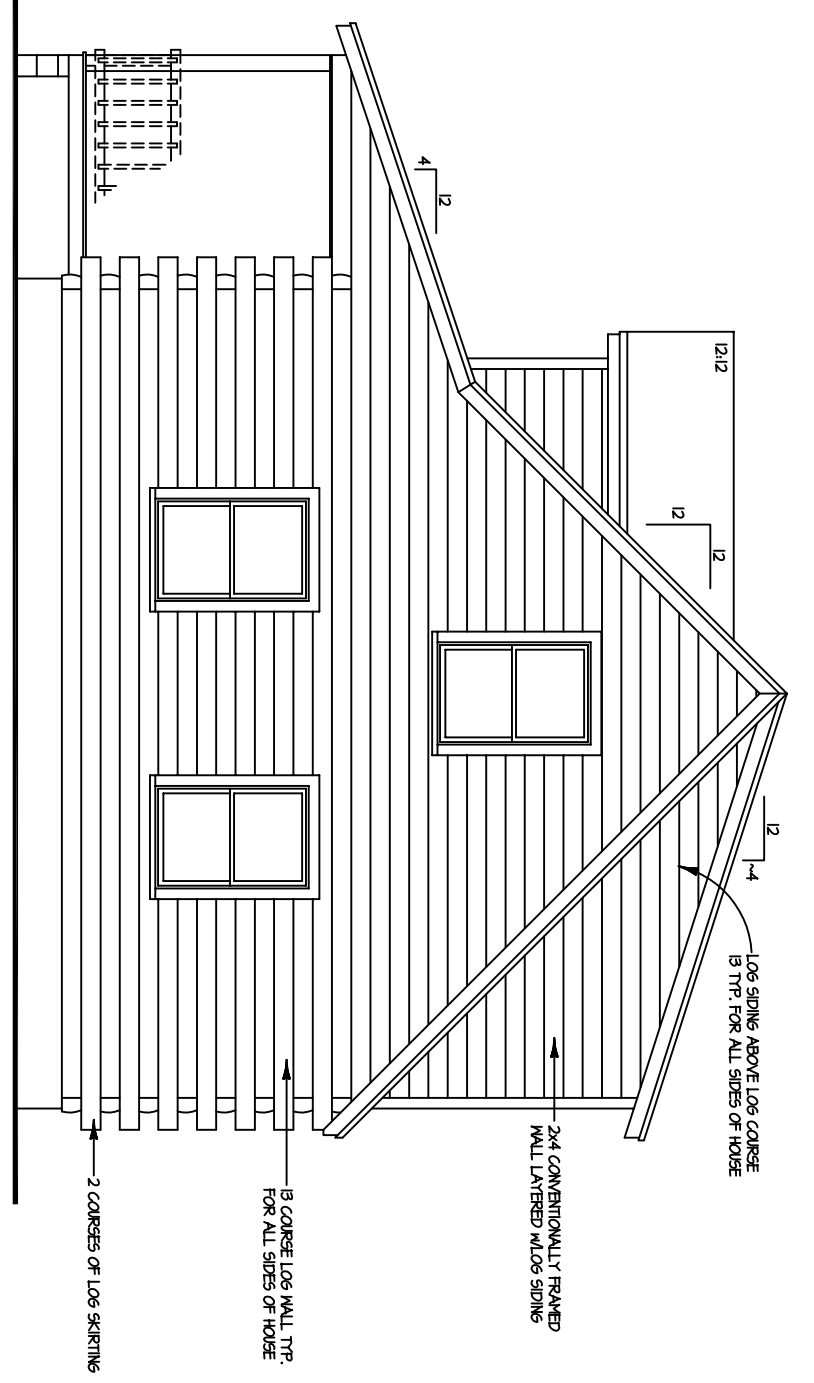 12:12
12
12
12
4
12
~4
LOG SIDING ABOVE LOG COURSE
13 TYP. FOR ALL SIDES OF HOUSE
2x4 CONVENTIONALLY FRAMED
WALL LAYERED W/LOG SIDING
13 COURSE LOG WALL TYP.
FOR ALL SIDES OF HOUSE
2 COURSES OF LOG SKIRTING